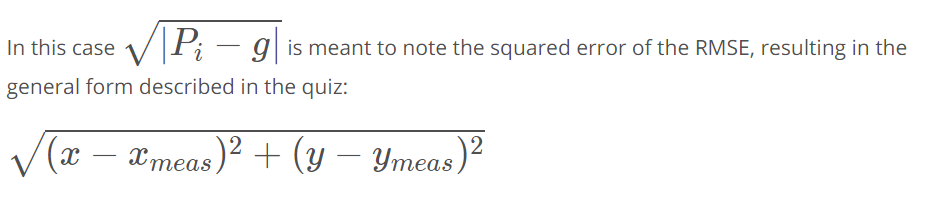 In this case √|Pᵢ − g| is meant to note the squared error of the RMSE, resulting in the
general form described in the quiz:
√(x − x_meas)² + (y − y_meas)²